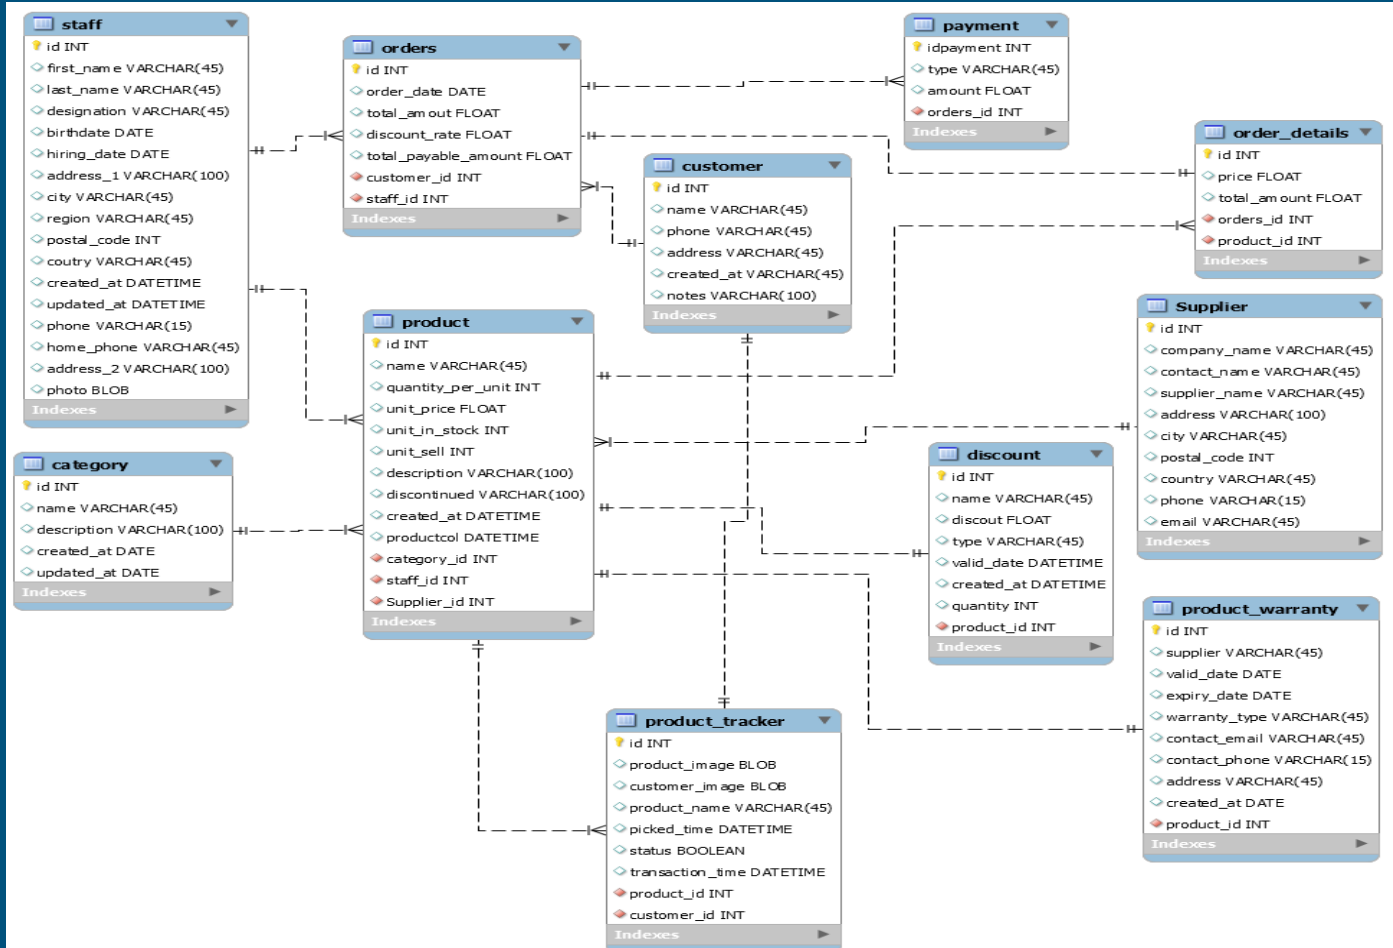 staff
id INT
first_name VARCHAR(45)
last_name VARCHAR(45)
designation VARCHAR(45)
birthdate DATE
hiring_date DATE
address_1 VARCHAR(100)
city VARCHAR(45)
region VARCHAR(45)
postal_code INT
coutry VARCHAR(45)
created_at DATETIME
updated_at DATETIME
phone VARCHAR(15)
home_phone VARCHAR(45)
address_2 VARCHAR(100)
photo BLOB
Indexes
orders
id INT
order_date DATE
total_amout FLOAT
discount_rate FLOAT
total_payable_amount FLOAT
customer_id INT
staff_id INT
Indexes
payment
idpayment INT
type VARCHAR(45)
amount FLOAT
orders_id INT
Indexes
order_details
id INT
price FLOAT
total_amount FLOAT
orders_id INT
product_id INT
Indexes
customer
id INT
name VARCHAR(45)
phone VARCHAR(45)
address VARCHAR(45)
created_at VARCHAR(45)
notes VARCHAR(100)
Indexes
product
id INT
name VARCHAR(45)
quantity_per_unit INT
unit_price FLOAT
unit_in_stock INT
unit_sell INT
description VARCHAR(100)
discontinued VARCHAR(100)
created_at DATETIME
productcol DATETIME
category_id INT
staff_id INT
Supplier_id INT
Indexes
Supplier
id INT
company_name VARCHAR(45)
contact_name VARCHAR(45)
supplier_name VARCHAR(45)
address VARCHAR(100)
city VARCHAR(45)
postal_code INT
country VARCHAR(45)
phone VARCHAR(15)
email VARCHAR(45)
Indexes
category
id INT
name VARCHAR(45)
description VARCHAR(100)
created_at DATE
updated_at DATE
Indexes
discount
id INT
name VARCHAR(45)
discout FLOAT
type VARCHAR(45)
valid_date DATETIME
created_at DATETIME
quantity INT
product_id INT
Indexes
product_warranty
id INT
supplier VARCHAR(45)
valid_date DATE
expiry_date DATE
warranty_type VARCHAR(45)
contact_email VARCHAR(45)
contact_phone VARCHAR(15)
address VARCHAR(45)
created_at DATE
product_id INT
Indexes
product_tracker
id INT
product_image BLOB
customer_image BLOB
product_name VARCHAR(45)
picked_time DATETIME
status BOOLEAN
transaction_time DATETIME
product_id INT
customer_id INT
Indexes